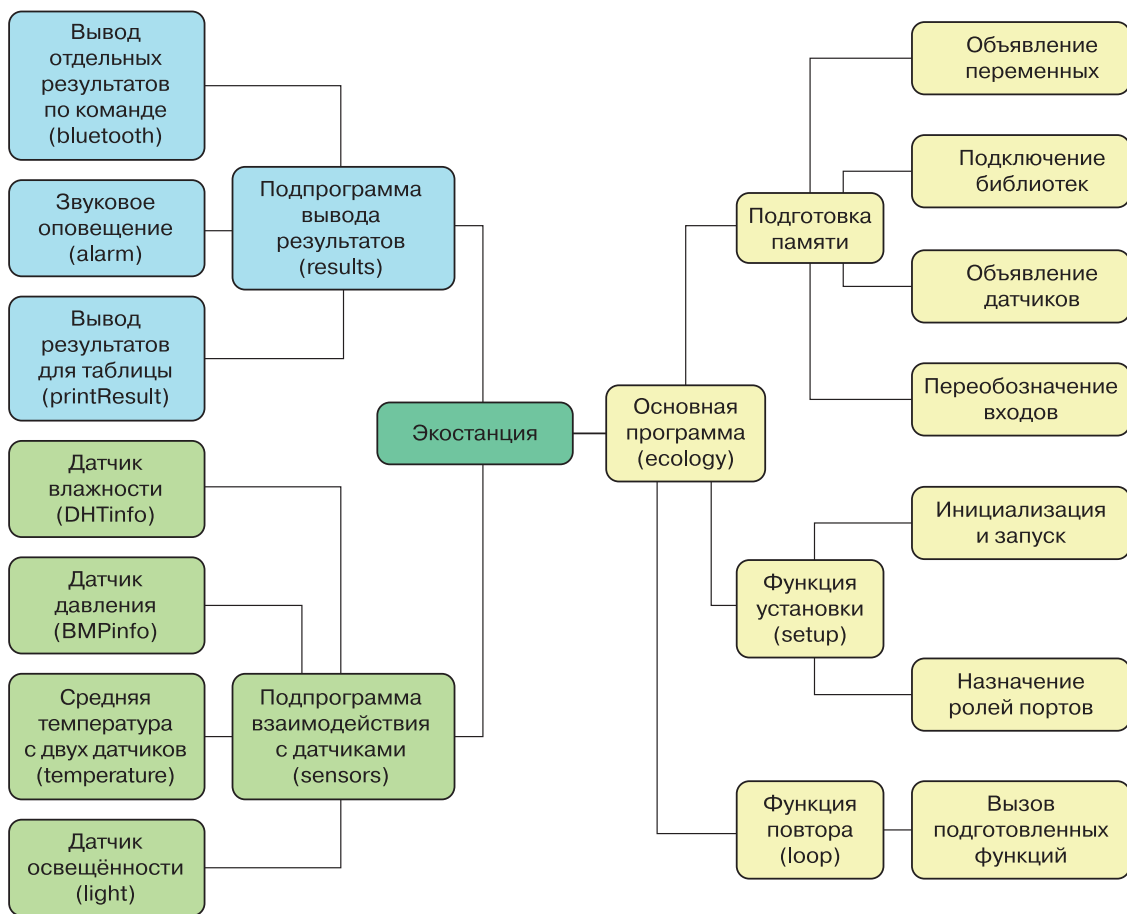 Вывод
отдельных
результатов
по команде
(bluetooth)
Звуковое
оповещение
(alarm)
Вывод
результатов
для таблицы
(printResult)
Подпрограмма
вывода
результатов
(results)
Датчик
влажности
(DHTinfo)
Датчик
давления
(BMPinfo)
Средняя
температура
с двух датчиков
(temperature)
Датчик
освещённости
(light)
Подпрограмма
взаимодействия
с датчиками
(sensors)
Экостанция
Основная
программа
(ecology)
Подготовка
памяти
Объявление
переменных
Подключение
библиотек
Объявление
датчиков
Переобозначение
входов
Функция
установки
(setup)
Инициализация
и запуск
Назначение
ролей портов
Функция
повтора
(loop)
Вызов
подготовленных
функций